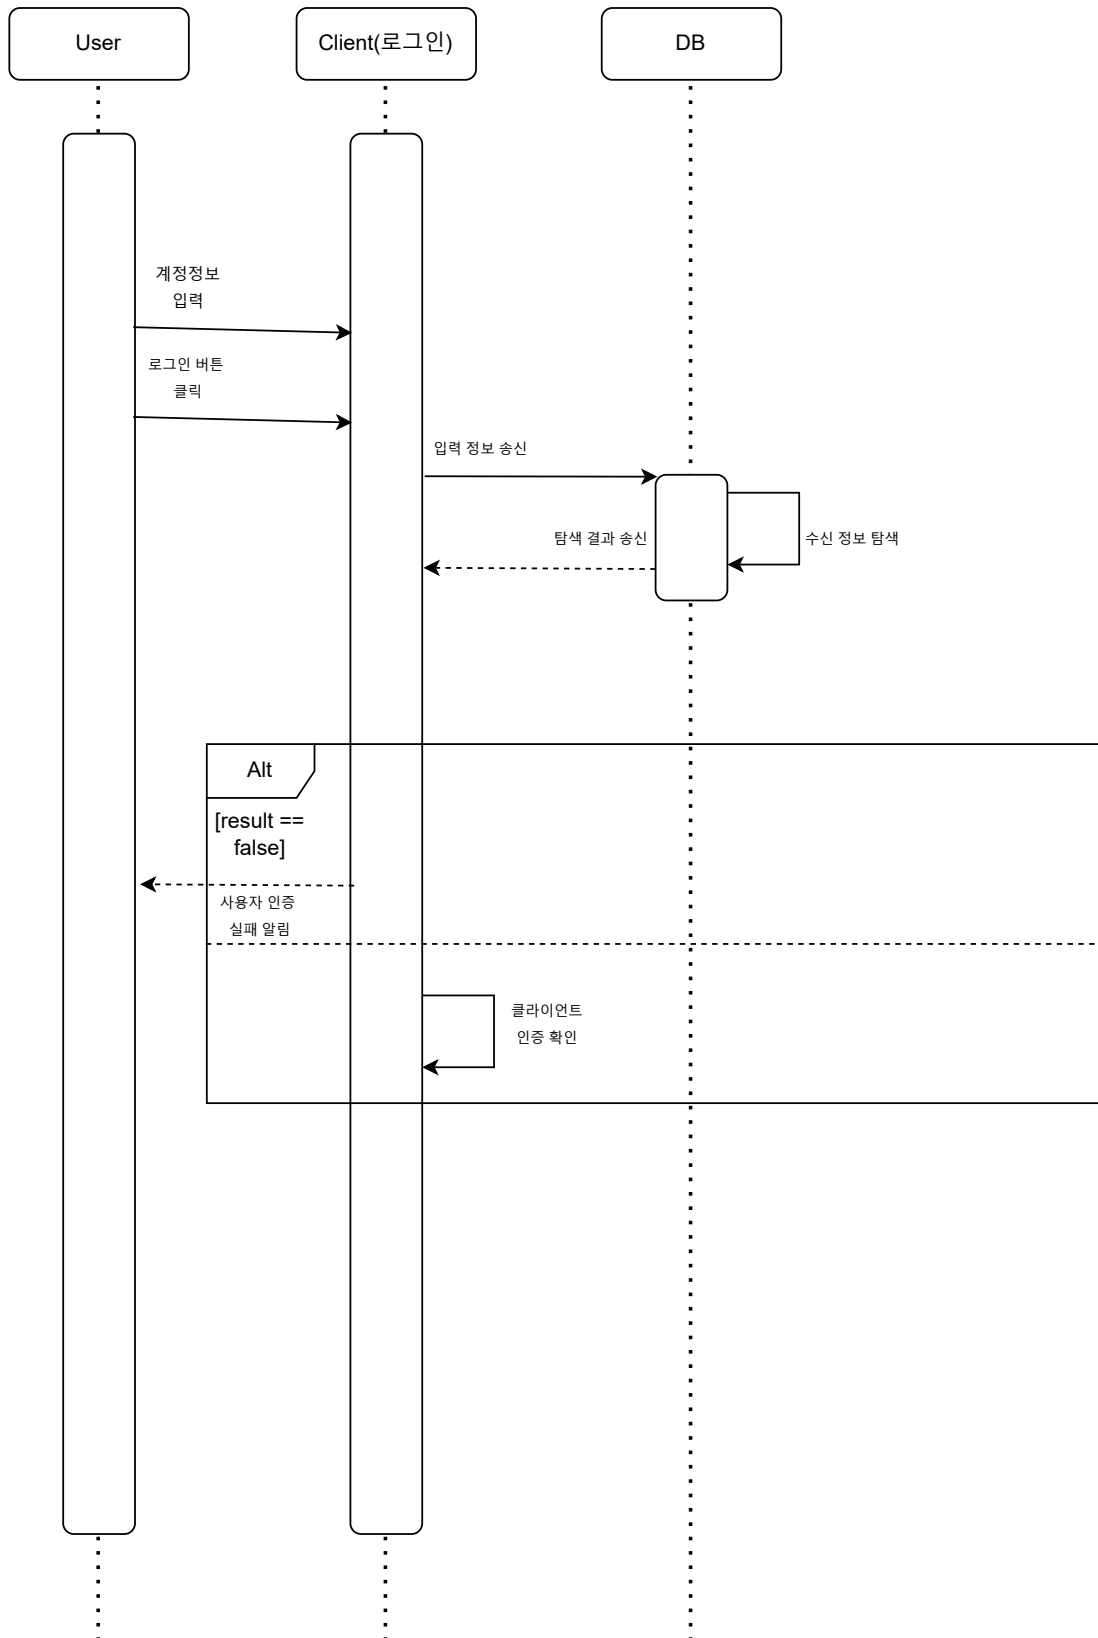 User
Client(로그인)
DB
계정정보
입력
로그인 버튼
클릭
입력 정보 송신
탐색 결과 송신
수신 정보 탐색
Alt
[result ==
false]
사용자 인증
실패 알림
클라이언트
인증 확인